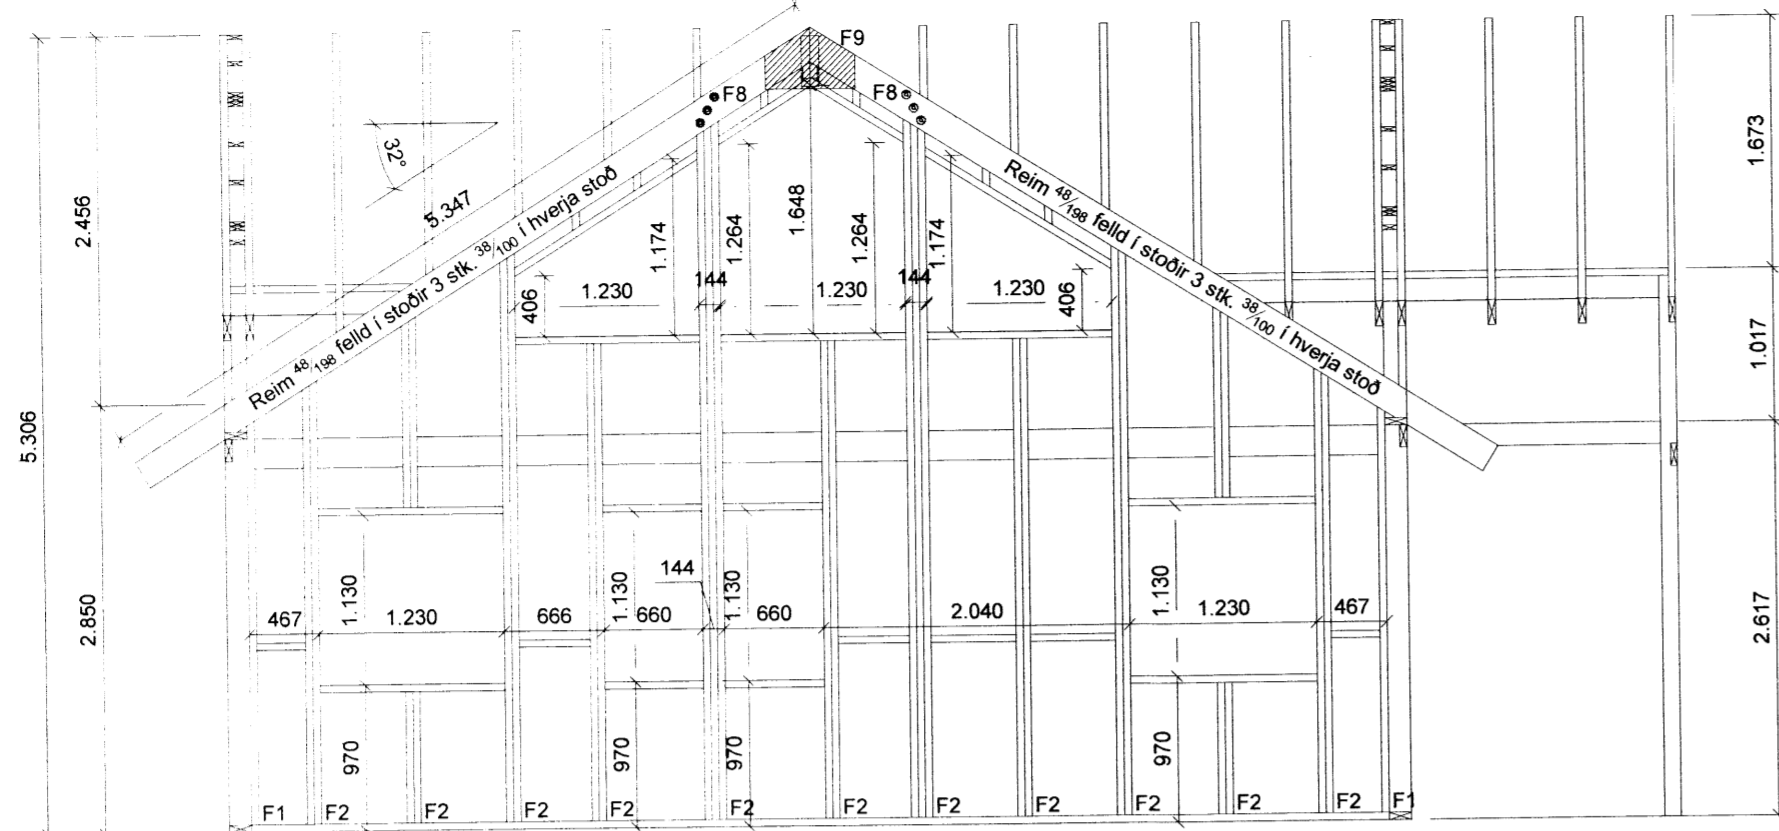 F9
F8
F8
32°
5.347
Reim 48/198 felld í stoðir 3 stk. 38/100 í hverja stoð
Reim 48/198 felld í stoðir 3 stk. 38/100 í hverja stoð
1.673
2.456
1.174
1.264
1.648
1.264
1.174
144
144
406
1.230
1.230
1.230
406
1.017
5.306
2.850
2.617
467
1.130
1.230
666
1.130
660
144
1.130
660
2.040
1.130
1.230
467
970
970
970
970
F1
F2
F2
F2
F2
F2
F2
F2
F2
F2
F2
F2
F1